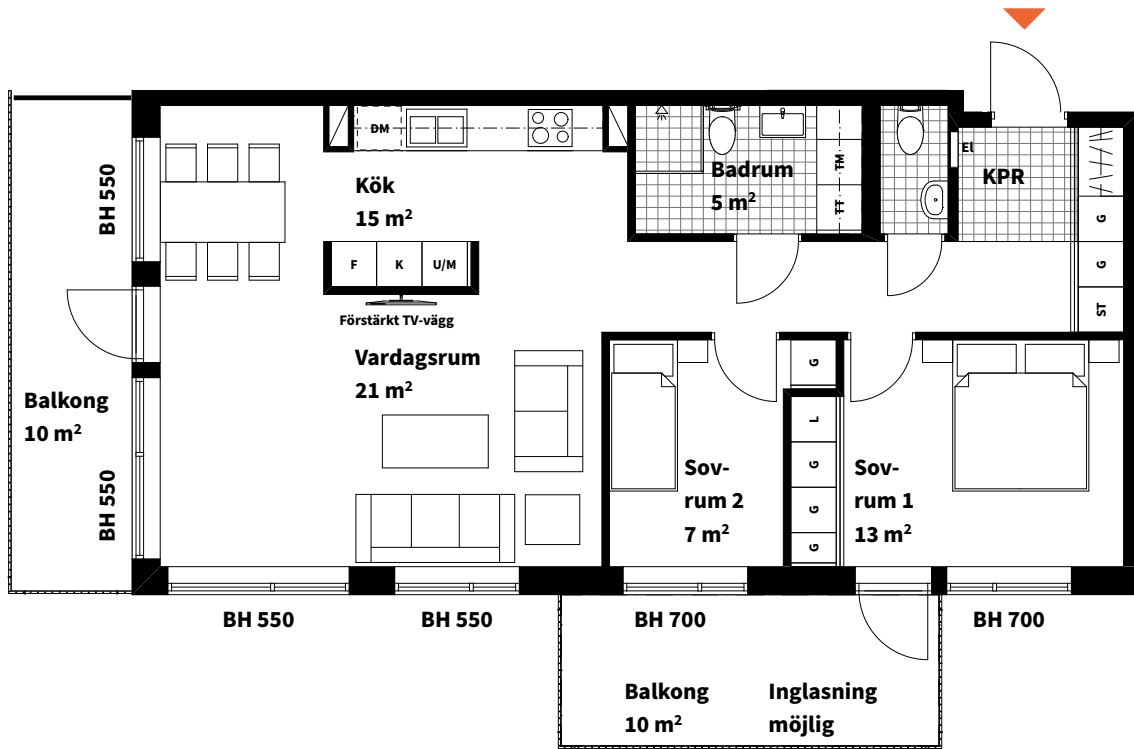 DM
El
KPR
TM
TT
Badrum
5 m²
Kök
15 m²
BH 550
F
K
U/M
G
G
ST
Förstärkt TV-vägg
Vardagsrum
21 m²
Balkong
10 m²
BH 550
G
L
G
G
G
Sov-
rum 2
7 m²
Sov-
rum 1
13 m²
BH 550
BH 550
BH 700
BH 700
Balkong
10 m²
Inglasning
möjlig